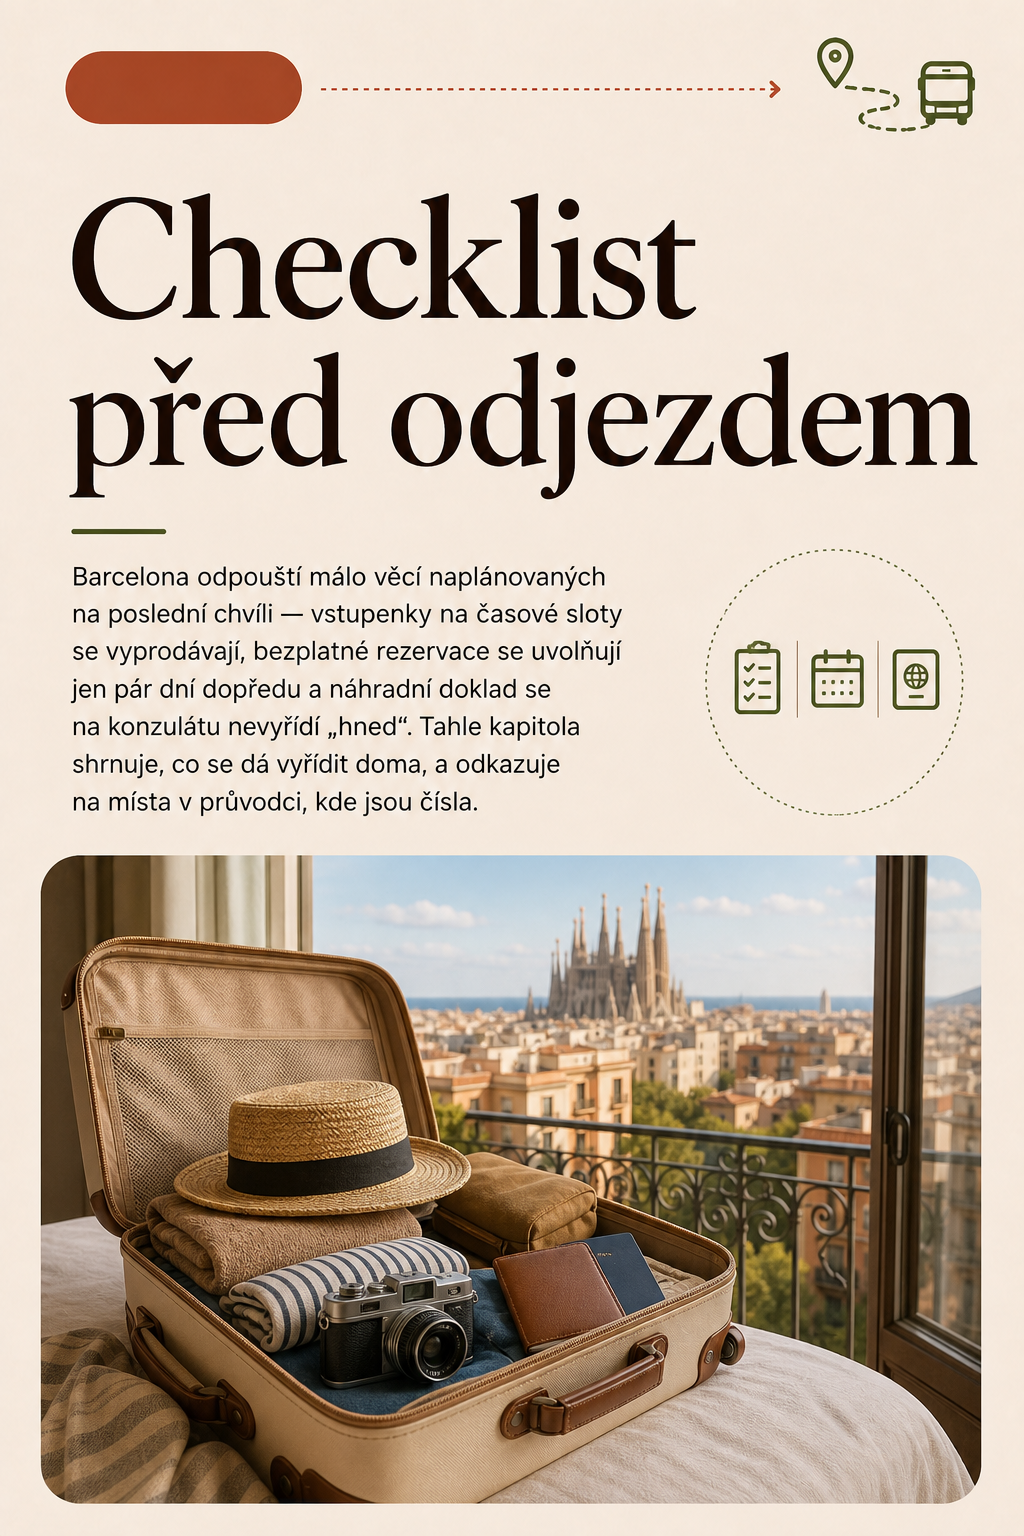 Checklist
před odjezdem
Barcelona odpouští málo věcí naplánovaných
na poslední chvíli — vstupenky na časové sloty
se vyprodávají, bezplatné rezervace se uvolňují
jen pár dní dopředu a náhradní doklad se
na konzulátu nevyřídí „hned“. Tahle kapitola
shrnuje, co se dá vyřídit doma, a odkazuje
na místa v průvodci, kde jsou čísla.